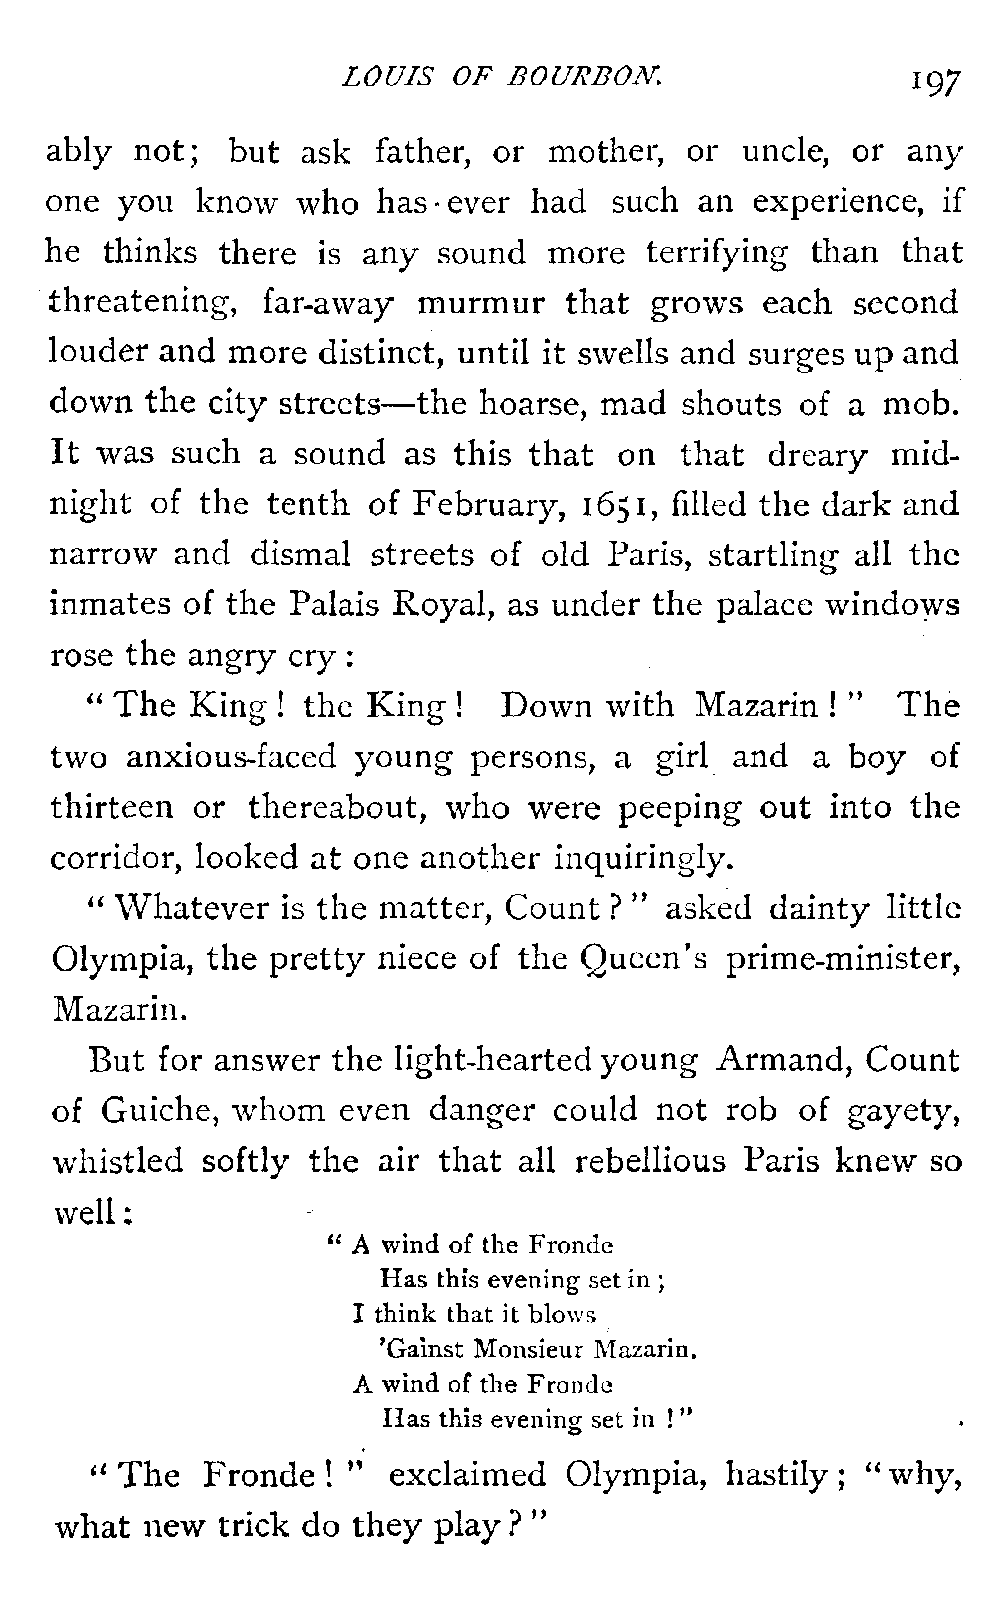 LOUIS OF BOURBON. 197
ably not; but ask father, or mother, or uncle, or any
one you know who has ever had such an experience, if
he thinks there is any sound more terrifying than that
threatening, far-away murmur that grows each second
louder and more distinct, until it swells and surges up and
down the city streets—the hoarse, mad shouts of a mob.
It was such a sound as this that on that dreary mid-
night of the tenth of February, 1651, filled the dark and
narrow and dismal streets of old Paris, startling all the
inmates of the Palais Royal, as under the palace windows
rose the angry cry:
"The King! the King! Down with Mazarin!" The
two anxious-faced young persons, a girl and a boy of
thirteen or thereabout, who were peeping out into the
corridor, looked at one another inquiringly.
"Whatever is the matter, Count?" asked dainty little
Olympia, the pretty niece of the Queen's prime-minister,
Mazarin.
But for answer the light-hearted young Armand, Count
of Guiche, whom even danger could not rob of gayety,
whistled softly the air that all rebellious Paris knew so
well:
"A wind of the Fronde
Has this evening set in;
I think that it blows
'Gainst Monsieur Mazarin.
A wind of the Fronde
Has this evening set in!"
"The Fronde!" exclaimed Olympia, hastily; "why,
what new trick do they play?"